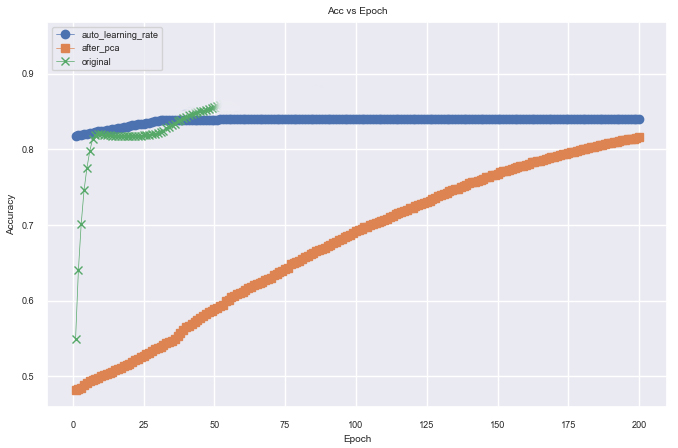 Acc vs Epoch
auto_learning_rate
after_pca
original
0.9
0.8
0.7
0.6
0.5
Accuracy
0 25 50 75 100 125 150 175 200
Epoch